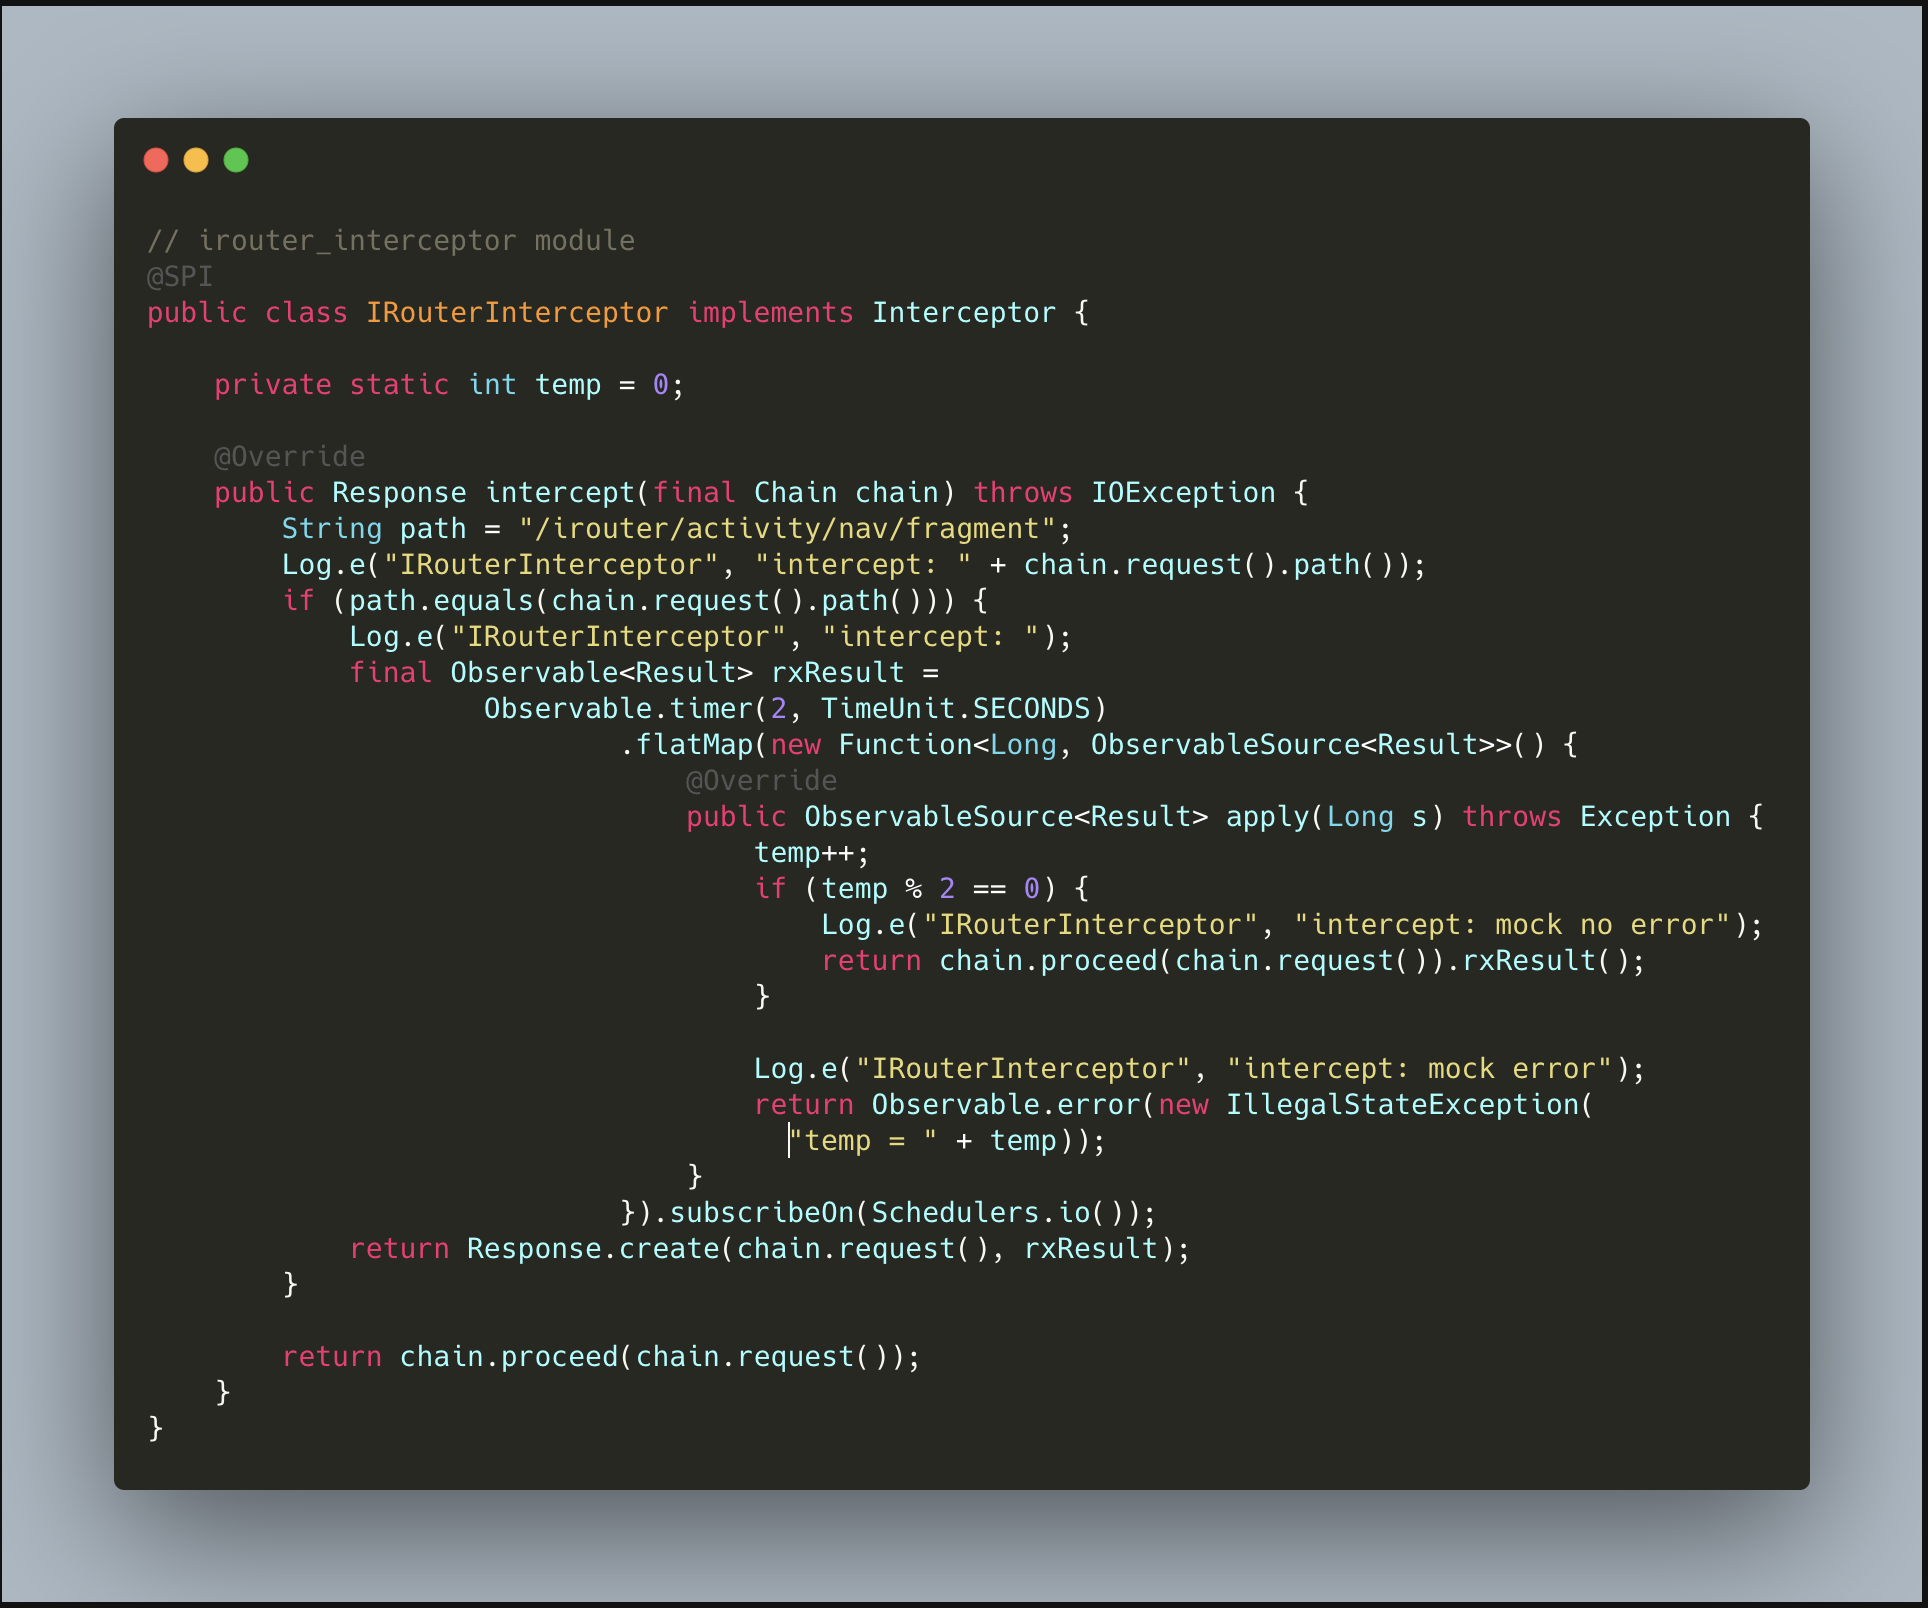 // irouter_interceptor module
@SPI
public class IRouterInterceptor implements Interceptor {
    private static int temp = 0;
    @Override
    public Response intercept(final Chain chain) throws IOException {
        String path = "/irouter/activity/nav/fragment";
        Log.e("IRouterInterceptor", "intercept: " + chain.request().path());
        if (path.equals(chain.request().path())) {
            Log.e("IRouterInterceptor", "intercept: ");
            final Observable<Result> rxResult =
                    Observable.timer(2, TimeUnit.SECONDS)
                            .flatMap(new Function<Long, ObservableSource<Result>>() {
                                @Override
                                public ObservableSource<Result> apply(Long s) throws Exception {
                                    temp++;
                                    if (temp % 2 == 0) {
                                        Log.e("IRouterInterceptor", "intercept: mock no error");
                                        return chain.proceed(chain.request()).rxResult();
                                    }
                                    Log.e("IRouterInterceptor", "intercept: mock error");
                                    return Observable.error(new IllegalStateException(
                                      "temp = " + temp));
                                }
                            }).subscribeOn(Schedulers.io());
            return Response.create(chain.request(), rxResult);
        }
        return chain.proceed(chain.request());
    }
}